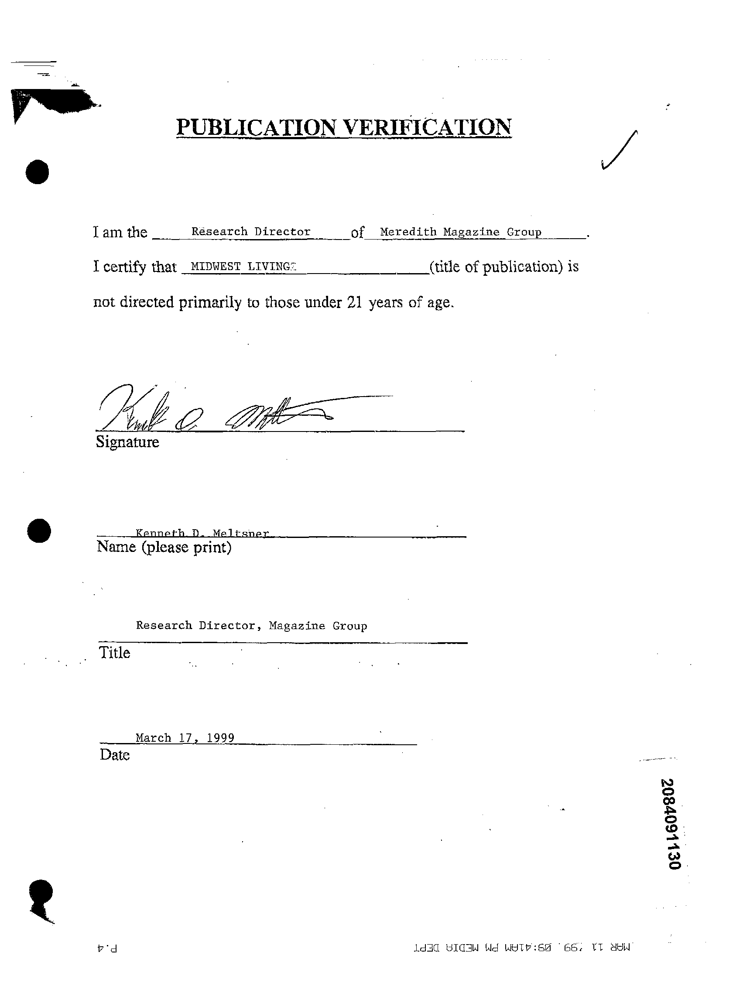 PUBLICATION VERIFICATION
I am the Research Director of Meredith Magazine Group.
I certify that MIDWEST LIVING (title of publication) is
not directed primarily to those under 21 years of age.
Signature
Kenneth D. Meltsner
Name (please print)
Research Director, Magazine Group
Title
March 17, 1999
Date
2084091130
P.4
MAR 11 '99 09:41AM PM MEDIA DEPT